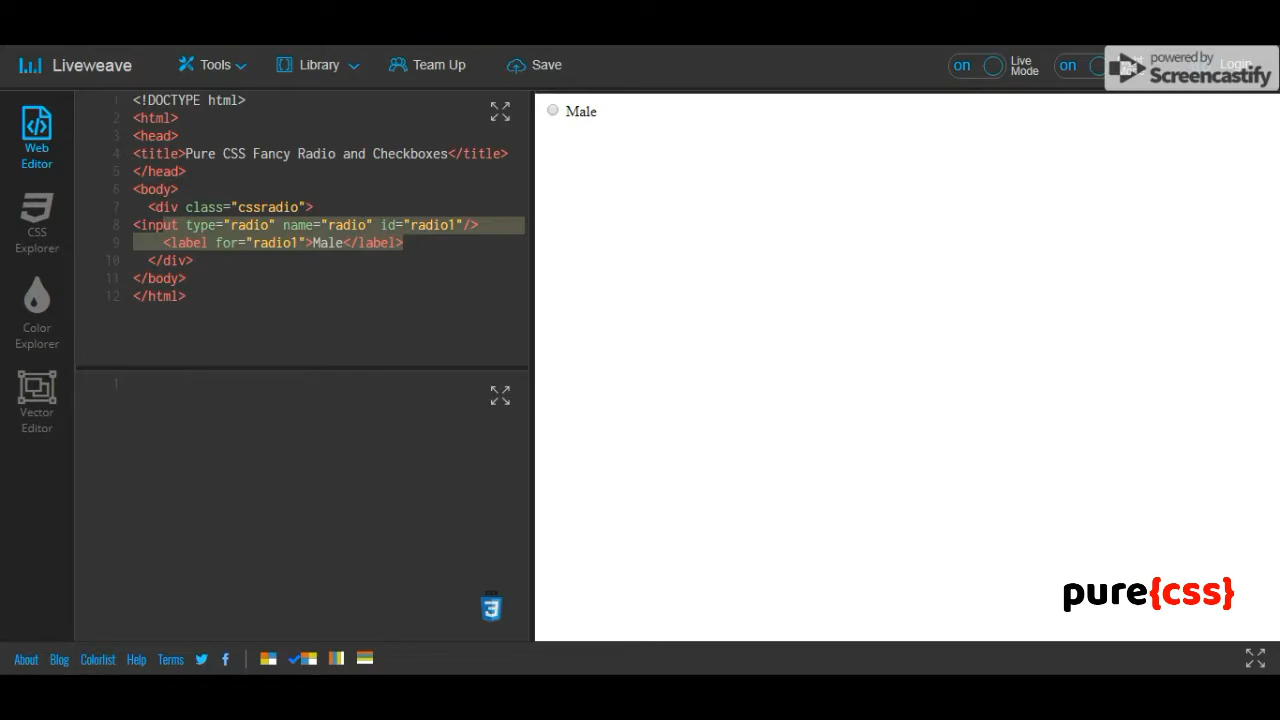 Liveweave
Tools
Library
Team Up
Save
on
Live
Mode
on
powered by
Screencastify
Login
Web
Editor
CSS
Explorer
Color
Explorer
Vector
Editor
1 <!DOCTYPE html>
2 <html>
3 <head>
4 <title>Pure CSS Fancy Radio and Checkboxes</title>
5 </head>
6 <body>
7 <div class="cssradio">
8 <input type="radio" name="radio" id="radio1"/>
9 <label for="radio1">Male</label>
10 </div>
11 </body>
12 </html>
1
3
Male
pure{css}
About Blog Colorlist Help Terms